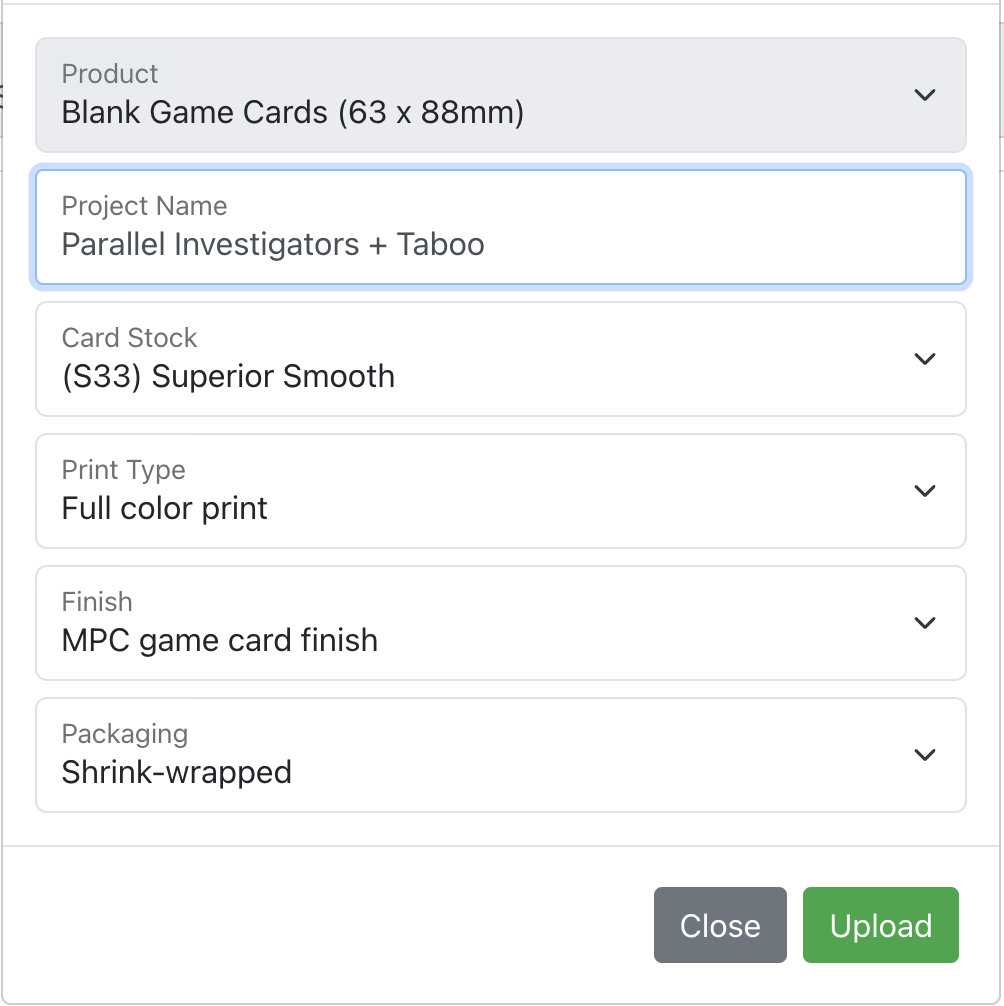 Product
Blank Game Cards (63 x 88mm)
Project Name
Parallel Investigators + Taboo
Card Stock
(S33) Superior Smooth
Print Type
Full color print
Finish
MPC game card finish
Packaging
Shrink-wrapped
Close
Upload